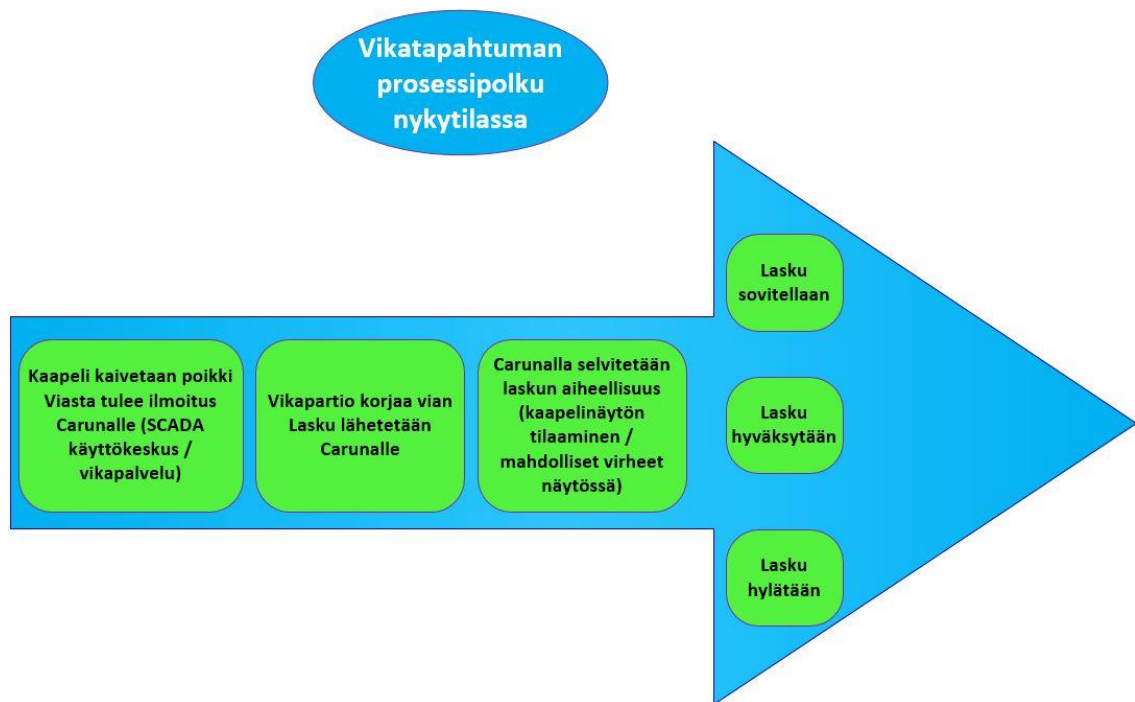 Vikatapahtuman
prosessipolku
nykytilassa
Kaapeli kaivetaan poikki
Viasta tulee ilmoitus
Carunalle (SCADA
käyttökeskus /
vikapalvelu)
Vikapartio korjaa vian
Lasku lähetetään
Carunalle
Carunalla selvitetään
laskun aiheellisuus
(kaapelinäytön
tilaaminen /
mahdolliset virheet
näytössä)
Lasku
sovitellaan
Lasku
hyväksytään
Lasku
hylätään